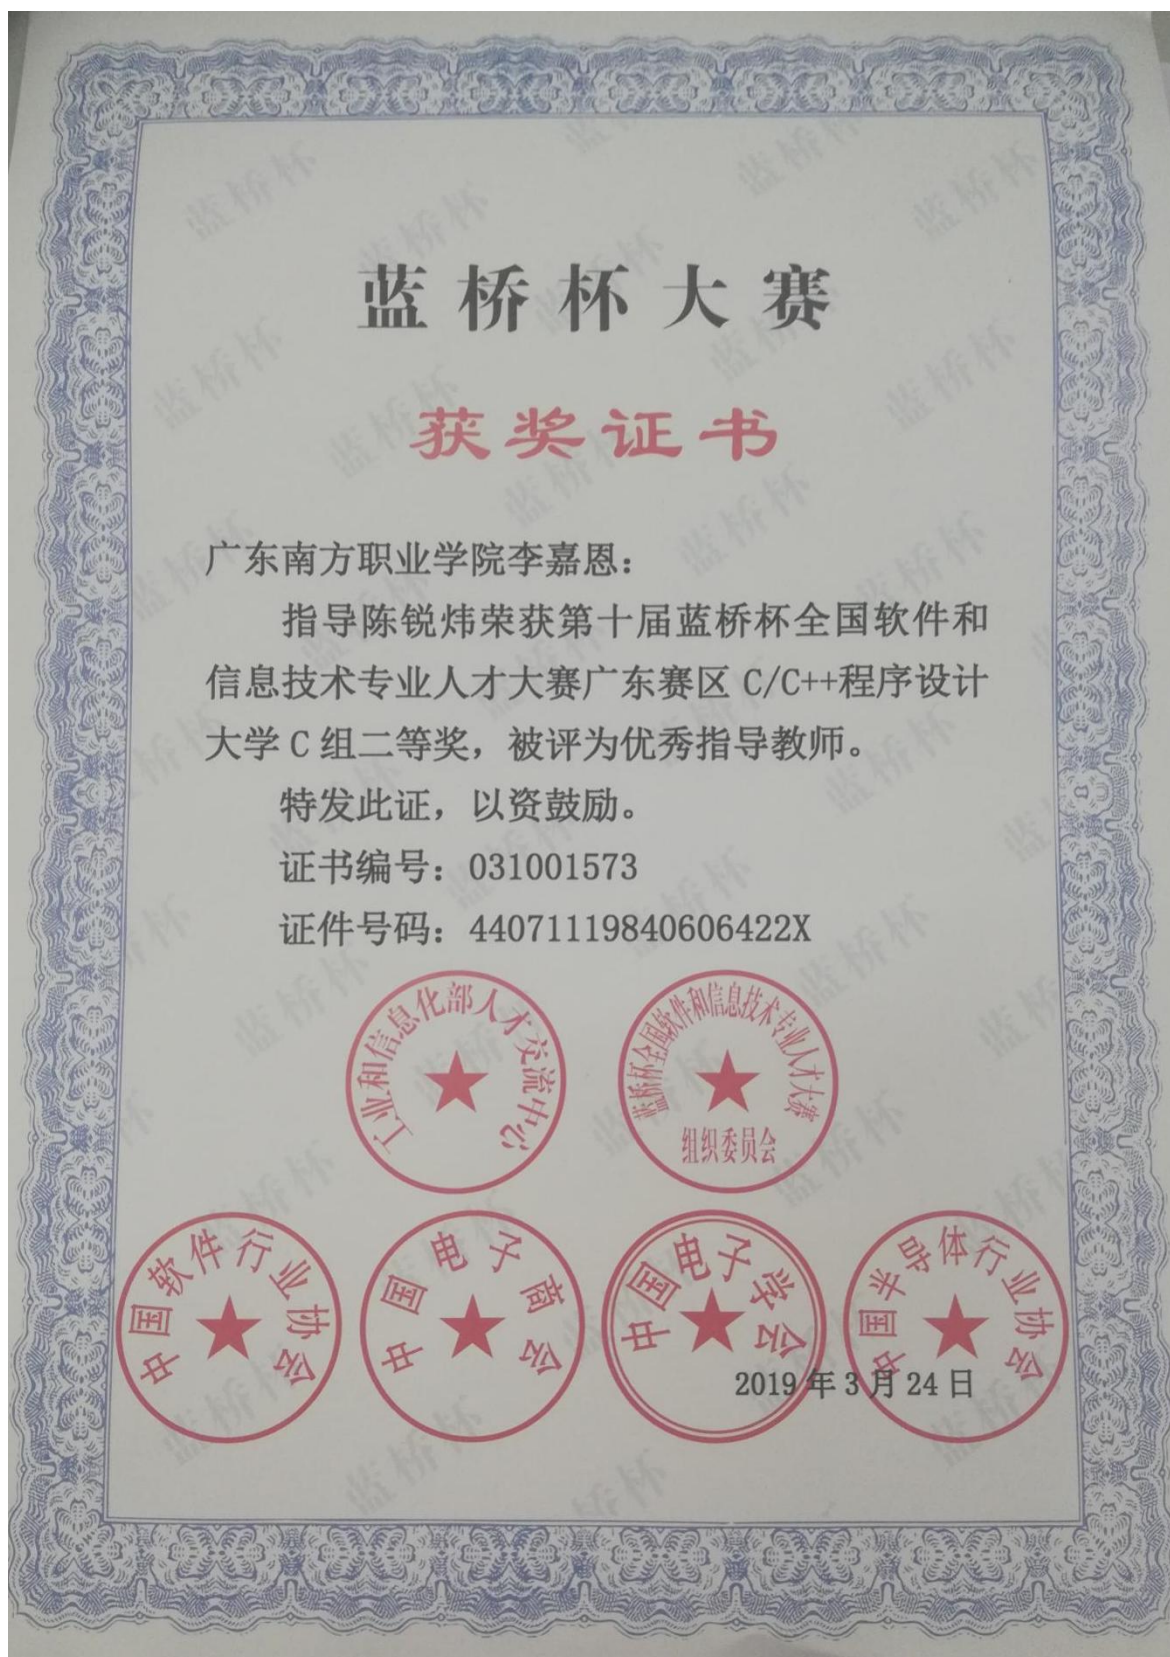 蓝桥杯大赛
获奖证书
广东南方职业学院李嘉恩：
指导陈锐炜荣获第十届蓝桥杯全国软件和
信息技术专业人才大赛广东赛区 C/C++程序设计
大学 C 组二等奖，被评为优秀指导教师。
特发此证，以资鼓励。
证书编号：031001573
证件号码：44071119840606422X
工业和信息化部人才交流中心
蓝桥杯全国软件和信息技术专业人才大赛
组织委员会
中国软件行业协会
中国电子商会
中国电子学会
中国半导体行业协会
2019 年 3 月 24 日